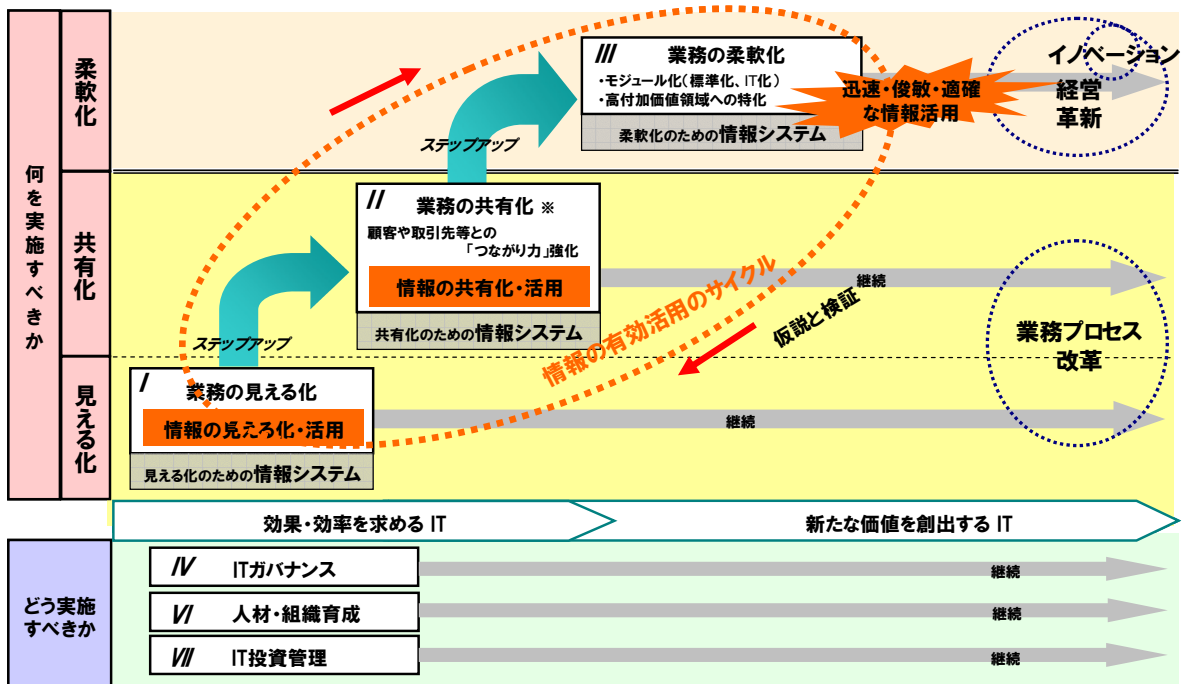 何を実施すべきか
柔軟化
III 業務の柔軟化
・モジュール化(標準化、IT化)
・高付加価値領域への特化
柔軟化のための情報システム
迅速・俊敏・適確
な情報活用
イノベーション
経営
革新
ステップアップ
共有化
II 業務の共有化 ※
顧客や取引先等との
「つながり力」強化
情報の共有化・活用
共有化のための情報システム
継続
情報の有効活用のサイクル
仮説と検証
業務プロセス
改革
ステップアップ
見える化
I 業務の見える化
情報の見える化・活用
見える化のための情報システム
継続
効果・効率を求める IT
新たな価値を創出する IT
どう実施
すべきか
IV ITガバナンス
継続
VI 人材・組織育成
継続
VII IT投資管理
継続